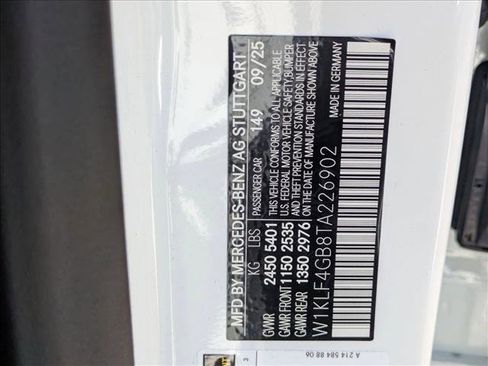 MFD BY MERCEDES-BENZ AG STUTTGART
KG LBS PASSENGER CAR 149 09/25
GVWR 2450 5401 THIS VEHICLE CONFORMS TO ALL APPLICABLE
GAWR FRONT 1150 2535 U.S. FEDERAL MOTOR VEHICLE SAFETY, BUMPER
GAWR REAR 1350 2976 AND THEFT PREVENTION STANDARDS IN EFFECT
ON THE DATE OF MANUFACTURE SHOWN ABOVE
W1KLF4GB8TA226902 MADE IN GERMANY
A 214 584 88 06
3